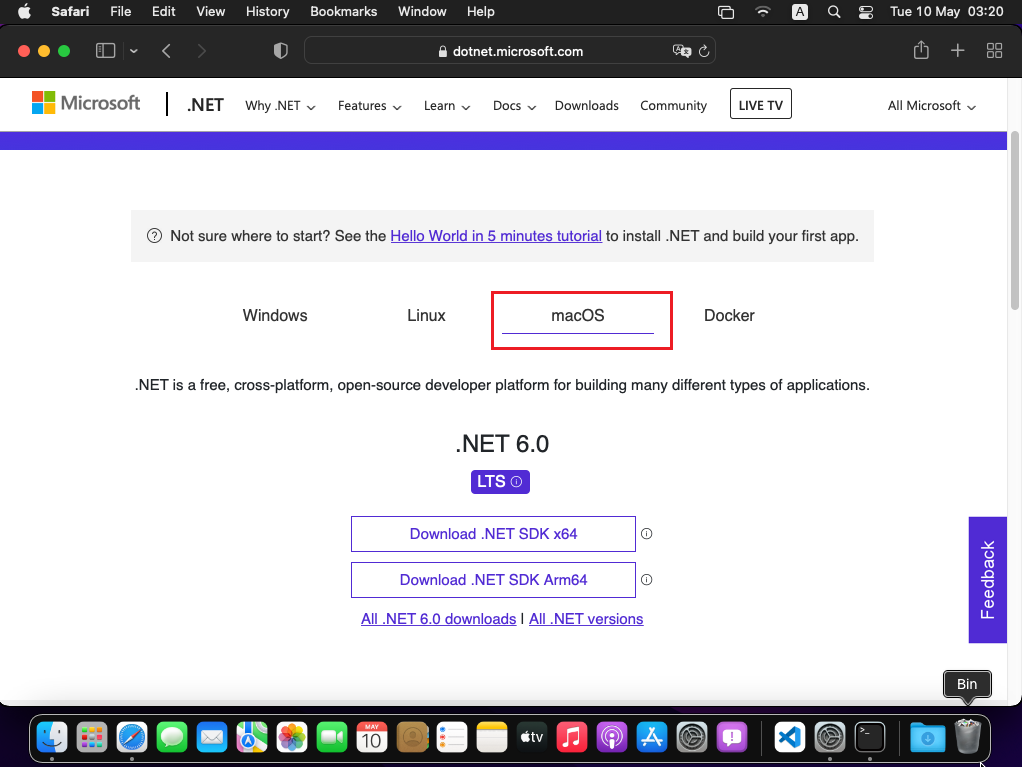 Safari File Edit View History Bookmarks Window Help A Tue 10 May 03:20
dotnet.microsoft.com
Microsoft .NET Why .NET Features Learn Docs Downloads Community LIVE TV All Microsoft
Not sure where to start? See the Hello World in 5 minutes tutorial to install .NET and build your first app.
Windows Linux macOS Docker
.NET is a free, cross-platform, open-source developer platform for building many different types of applications.
.NET 6.0
LTS
Download .NET SDK x64
Download .NET SDK Arm64
All .NET 6.0 downloads | All .NET versions
Feedback
Bin
MAY
10
tv